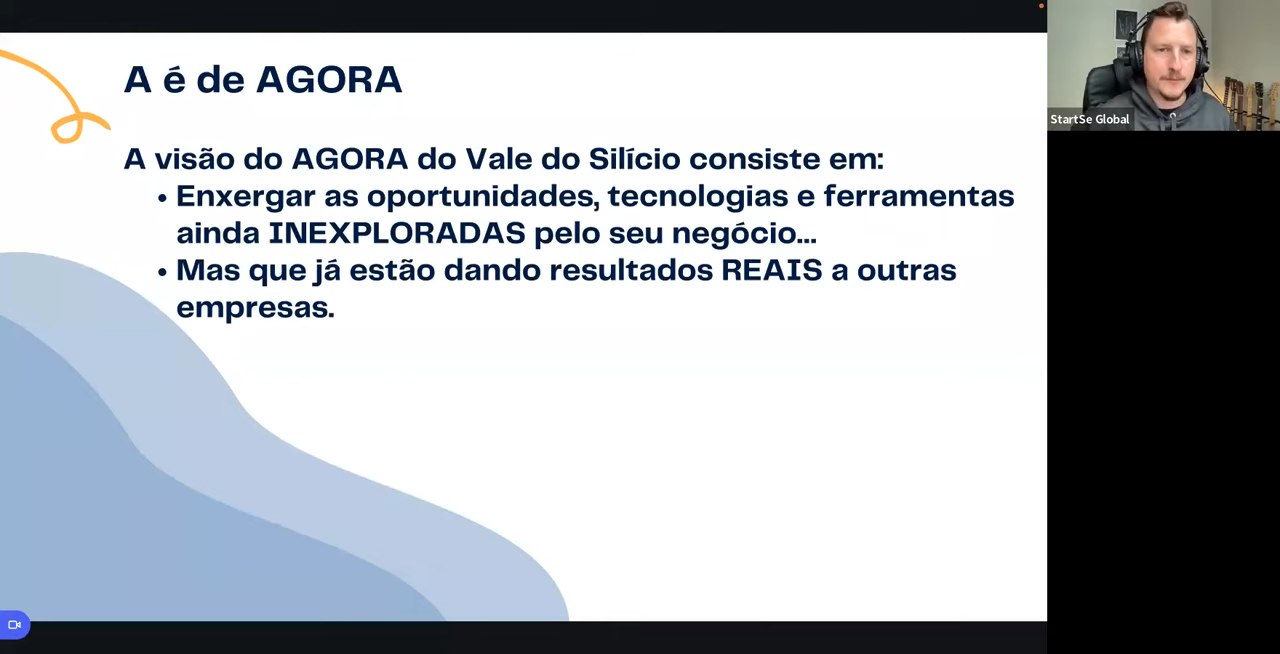 A é de AGORA
StartSe Global
A visão do AGORA do Vale do Silício consiste em:
• Enxergar as oportunidades, tecnologias e ferramentas
ainda INEXPLORADAS pelo seu negócio...
• Mas que já estão dando resultados REAIS a outras
empresas.